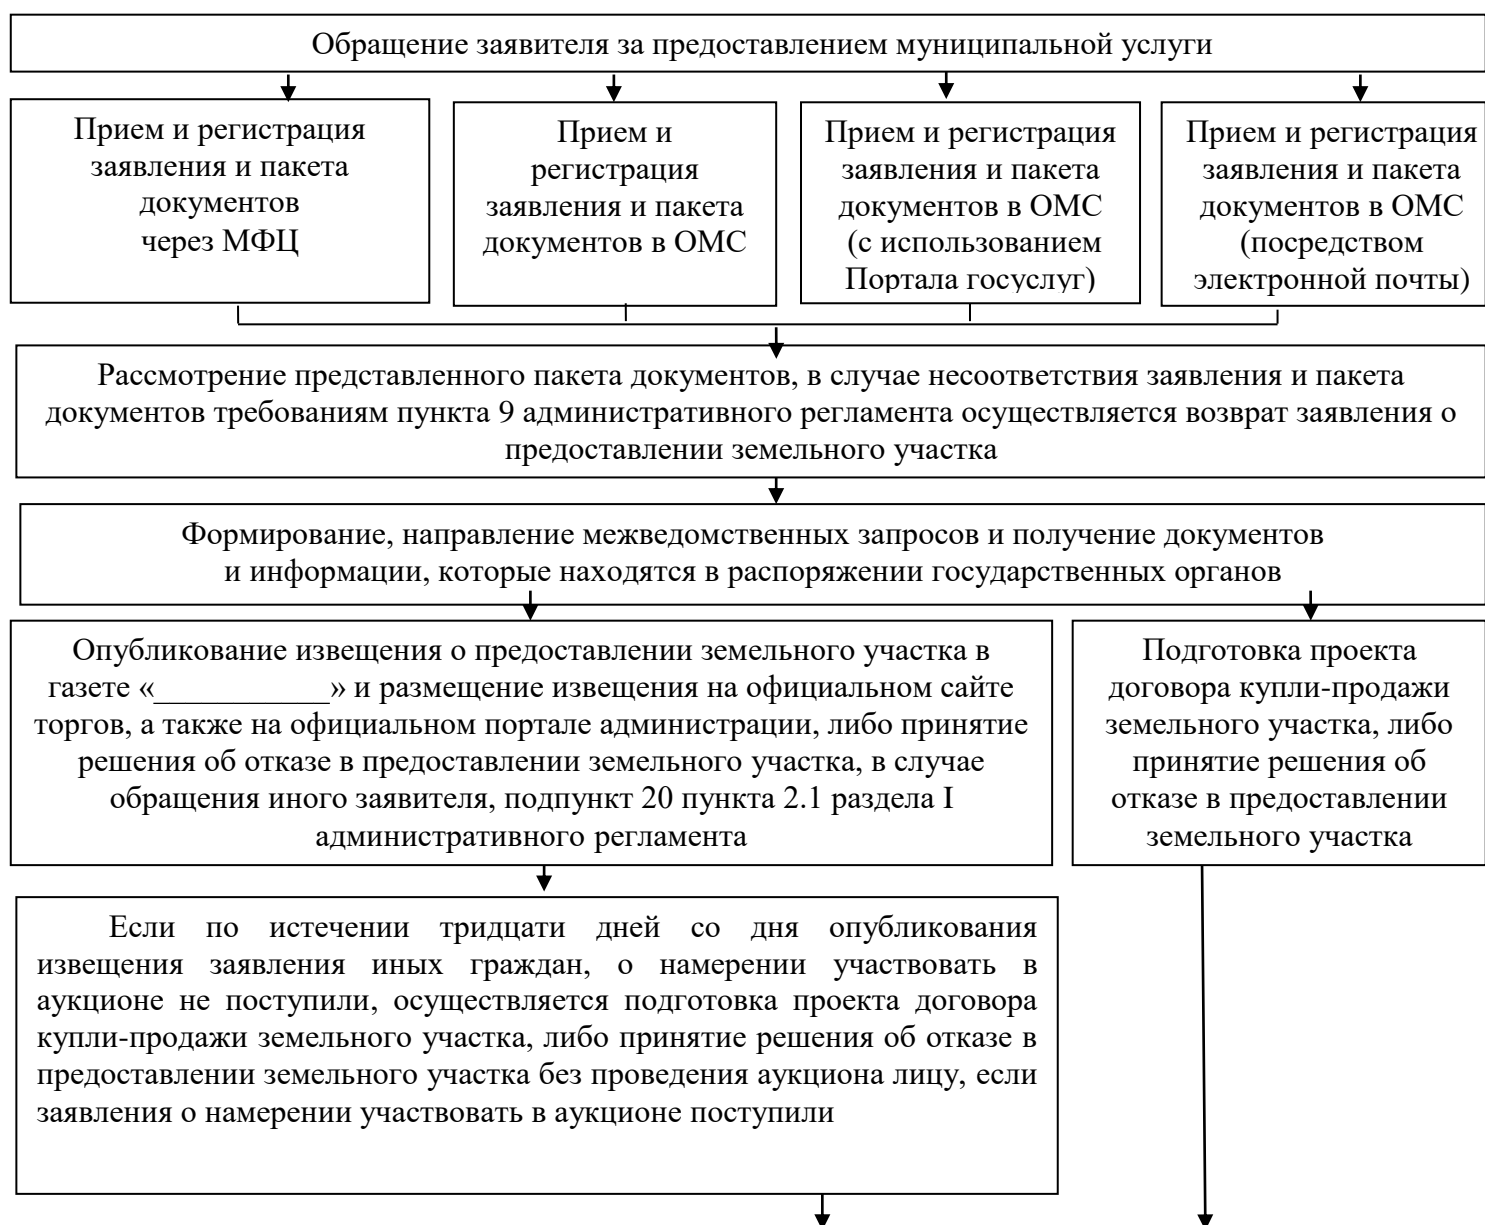 Обращение заявителя за предоставлением муниципальной услуги
Прием и регистрация
заявления и пакета
документов
через МФЦ
Прием и
регистрация
заявления и пакета
документов в ОМС
Прием и регистрация
заявления и пакета
документов в ОМС
(с использованием
Портала госуслуг)
Прием и регистрация
заявления и пакета
документов в ОМС
(посредством
электронной почты)
Рассмотрение представленного пакета документов, в случае несоответствия заявления и пакета
документов требованиям пункта 9 административного регламента осуществляется возврат заявления о
предоставлении земельного участка
Формирование, направление межведомственных запросов и получение документов
и информации, которые находятся в распоряжении государственных органов
Опубликование извещения о предоставлении земельного участка в
газете «___________» и размещение извещения на официальном сайте
торгов, а также на официальном портале администрации, либо принятие
решения об отказе в предоставлении земельного участка, в случае
обращения иного заявителя, подпункт 20 пункта 2.1 раздела I
административного регламента
Подготовка проекта
договора купли-продажи
земельного участка, либо
принятие решения об
отказе в предоставлении
земельного участка
Если по истечении тридцати дней со дня опубликования
извещения заявления иных граждан, о намерении участвовать в
аукционе не поступили, осуществляется подготовка проекта договора
купли-продажи земельного участка, либо принятие решения об отказе в
предоставлении земельного участка без проведения аукциона лицу, если
заявления о намерении участвовать в аукционе поступили